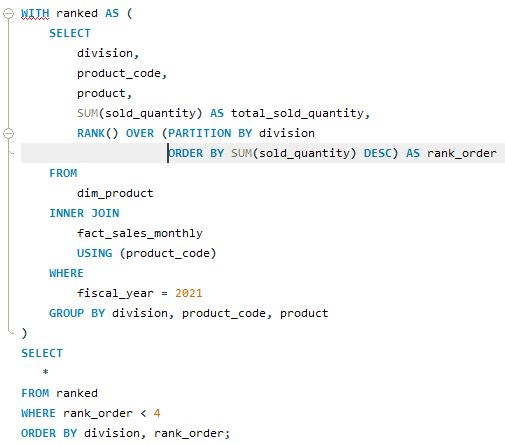 WITH ranked AS (
SELECT
division,
product_code,
product,
SUM(sold_quantity) AS total_sold_quantity,
RANK() OVER (PARTITION BY division
ORDER BY SUM(sold_quantity) DESC) AS rank_order
FROM
dim_product
INNER JOIN
fact_sales_monthly
USING (product_code)
WHERE
fiscal_year = 2021
GROUP BY division, product_code, product
)
SELECT
*
FROM ranked
WHERE rank_order < 4
ORDER BY division, rank_order;